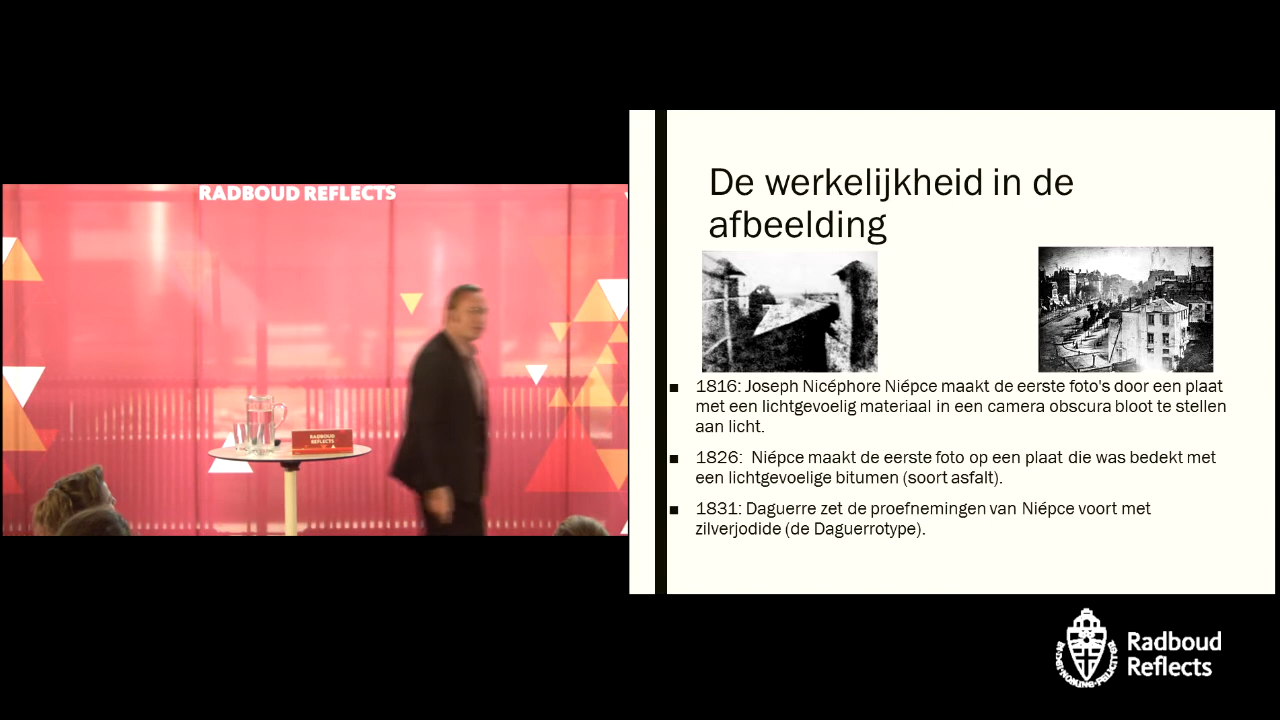 RADBOUD REFLECTS
RADBOUD
REFLECTS
De werkelijkheid in de
afbeelding
■ 1816: Joseph Nicéphore Niépce maakt de eerste foto's door een plaat
met een lichtgevoelig materiaal in een camera obscura bloot te stellen
aan licht.
■ 1826: Niépce maakt de eerste foto op een plaat die was bedekt met
een lichtgevoelige bitumen (soort asfalt).
■ 1831: Daguerre zet de proefnemingen van Niépce voort met
zilverjodide (de Daguerrotype).
Radboud
Reflects